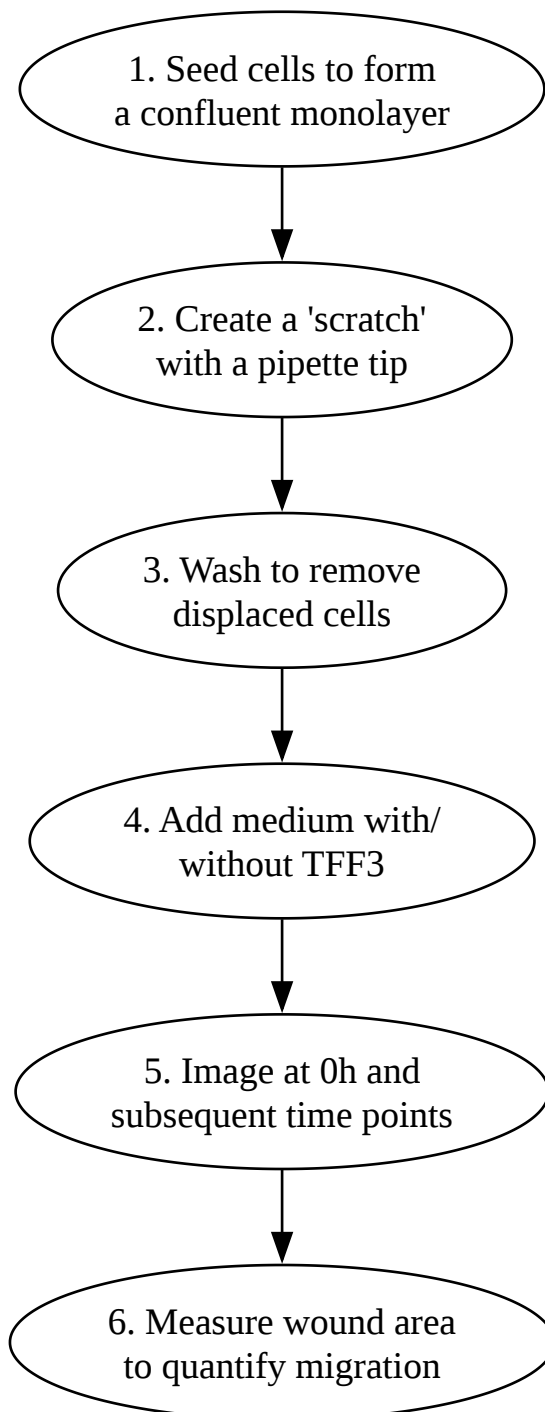 1. Seed cells to form
a confluent monolayer
2. Create a 'scratch'
with a pipette tip
3. Wash to remove
displaced cells
4. Add medium with/
without TFF3
5. Image at 0h and
subsequent time points
6. Measure wound area
to quantify migration